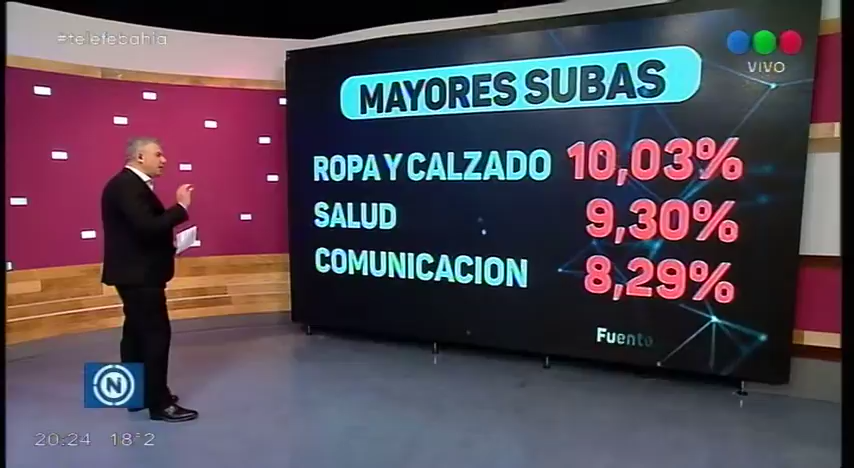 #telefebahia
VIVO
MAYORES SUBAS
ROPA Y CALZADO 10,03%
SALUD 9,30%
COMUNICACION 8,29%
Fuente
N
20:24 18°2